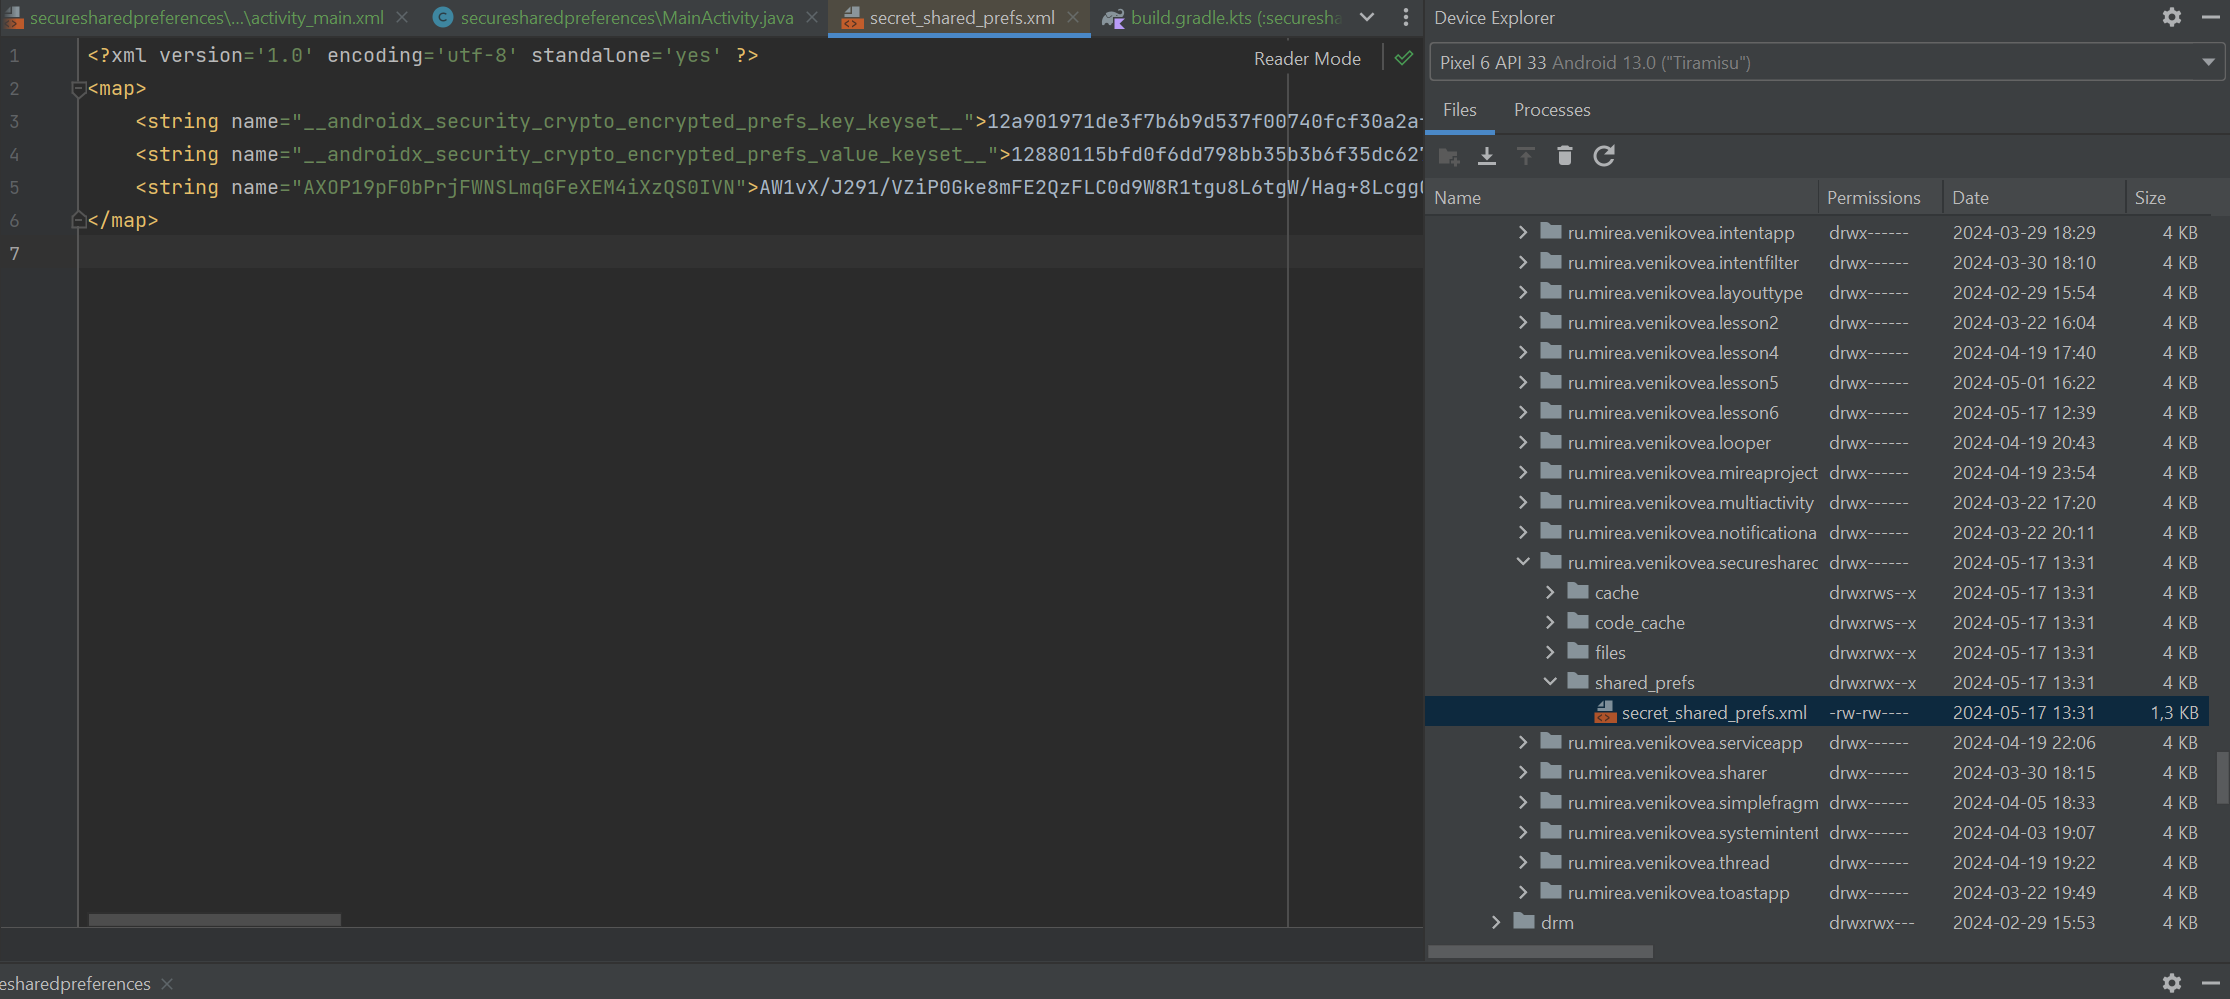 securesharedpreferences\...\activity_main.xml securesharedpreferences\MainActivity.java secret_shared_prefs.xml build.gradle.kts (:securesha
Reader Mode
1 <?xml version='1.0' encoding='utf-8' standalone='yes' ?>
2 <map>
3 <string name="__androidx_security_crypto_encrypted_prefs_key_keyset__">12a901971de3f7b6b9d537f00740fcf30a2a
4 <string name="__androidx_security_crypto_encrypted_prefs_value_keyset__">12880115bfd0f6dd798bb35b3b6f35dc627
5 <string name="AXOP19pF0bPrjFWNSLmqGFeXEM4iXzQS0IVN">AW1vX/J291/VZiP0Gke8mFE2QzFLC0d9W8R1tgu8L6tgW/Hag+8Lcgg
6 </map>
7
Device Explorer
Pixel 6 API 33 Android 13.0 ("Tiramisu")
Files Processes
Name Permissions Date Size
ru.mirea.venikovea.intentapp drwx------ 2024-03-29 18:29 4 KB
ru.mirea.venikovea.intentfilter drwx------ 2024-03-30 18:10 4 KB
ru.mirea.venikovea.layouttype drwx------ 2024-02-29 15:54 4 KB
ru.mirea.venikovea.lesson2 drwx------ 2024-03-22 16:04 4 KB
ru.mirea.venikovea.lesson4 drwx------ 2024-04-19 17:40 4 KB
ru.mirea.venikovea.lesson5 drwx------ 2024-05-01 16:22 4 KB
ru.mirea.venikovea.lesson6 drwx------ 2024-05-17 12:39 4 KB
ru.mirea.venikovea.looper drwx------ 2024-04-19 20:43 4 KB
ru.mirea.venikovea.mireaproject drwx------ 2024-04-19 23:54 4 KB
ru.mirea.venikovea.multiactivity drwx------ 2024-03-22 17:20 4 KB
ru.mirea.venikovea.notificationa drwx------ 2024-03-22 20:11 4 KB
ru.mirea.venikovea.securesharec drwx------ 2024-05-17 13:31 4 KB
cache drwxrws--x 2024-05-17 13:31 4 KB
code_cache drwxrws--x 2024-05-17 13:31 4 KB
files drwxrwx--x 2024-05-17 13:31 4 KB
shared_prefs drwxrwx--x 2024-05-17 13:31 4 KB
secret_shared_prefs.xml -rw-rw---- 2024-05-17 13:31 1,3 KB
ru.mirea.venikovea.serviceapp drwx------ 2024-04-19 22:06 4 KB
ru.mirea.venikovea.sharer drwx------ 2024-03-30 18:15 4 KB
ru.mirea.venikovea.simplefragm drwx------ 2024-04-05 18:33 4 KB
ru.mirea.venikovea.systemintent drwx------ 2024-04-03 19:07 4 KB
ru.mirea.venikovea.thread drwx------ 2024-04-19 19:22 4 KB
ru.mirea.venikovea.toastapp drwx------ 2024-03-22 19:49 4 KB
drm drwxrwx--- 2024-02-29 15:53 4 KB
esharedpreferences